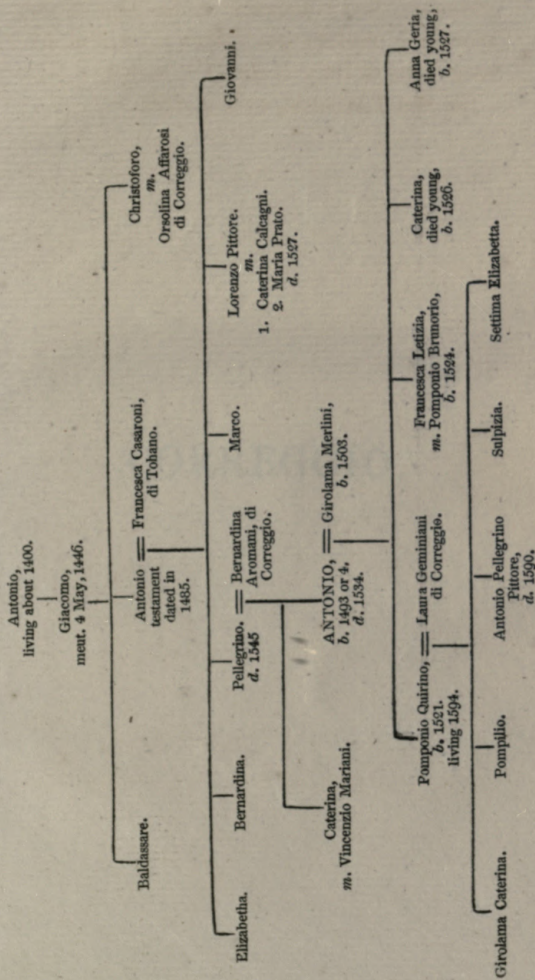 Antonio,
living about 1400.
Giacomo,
meut. 4 May, 1446.
Baldassare.
Antonio
testament
dated in
1485.
= Francesca Casaroni,
di Tohano.
Christoforo,
m.
Orsolina Affarosi
di Correggio.
Elizabetha.
Bernardina.
Pellegrino.
d. 1545
= Bernardina
Aromani, di
Correggio.
Marco.
Lorenzo Pittore.
m.
1. Caterina Calcagni.
2. Maria Prato.
d. 1527.
Giovanni.
Caterina,
m. Vincenzio Mariani.
ANTONIO,
b. 1493 or 4,
d. 1534.
= Girolama Merlini,
b. 1503.
Pomponio Quirino,
b. 1521.
living 1594.
= Laura Geminiani
di Correggio.
Francesca Letizia,
m. Pomponio Brunorio,
b. 1524.
Caterina,
died young,
b. 1526.
Anna Geria,
died young,
b. 1527.
Girolama Caterina.
Pompilio.
Antonio Pellegrino
Pittore,
d. 1590.
Sulpizia.
Settima Elizabetta.